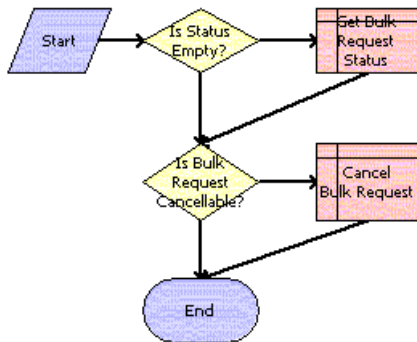 Start
Is Status
Empty?
Get Bulk
Request
Status
Is Bulk
Request
Cancellable?
Cancel
Bulk Request
End